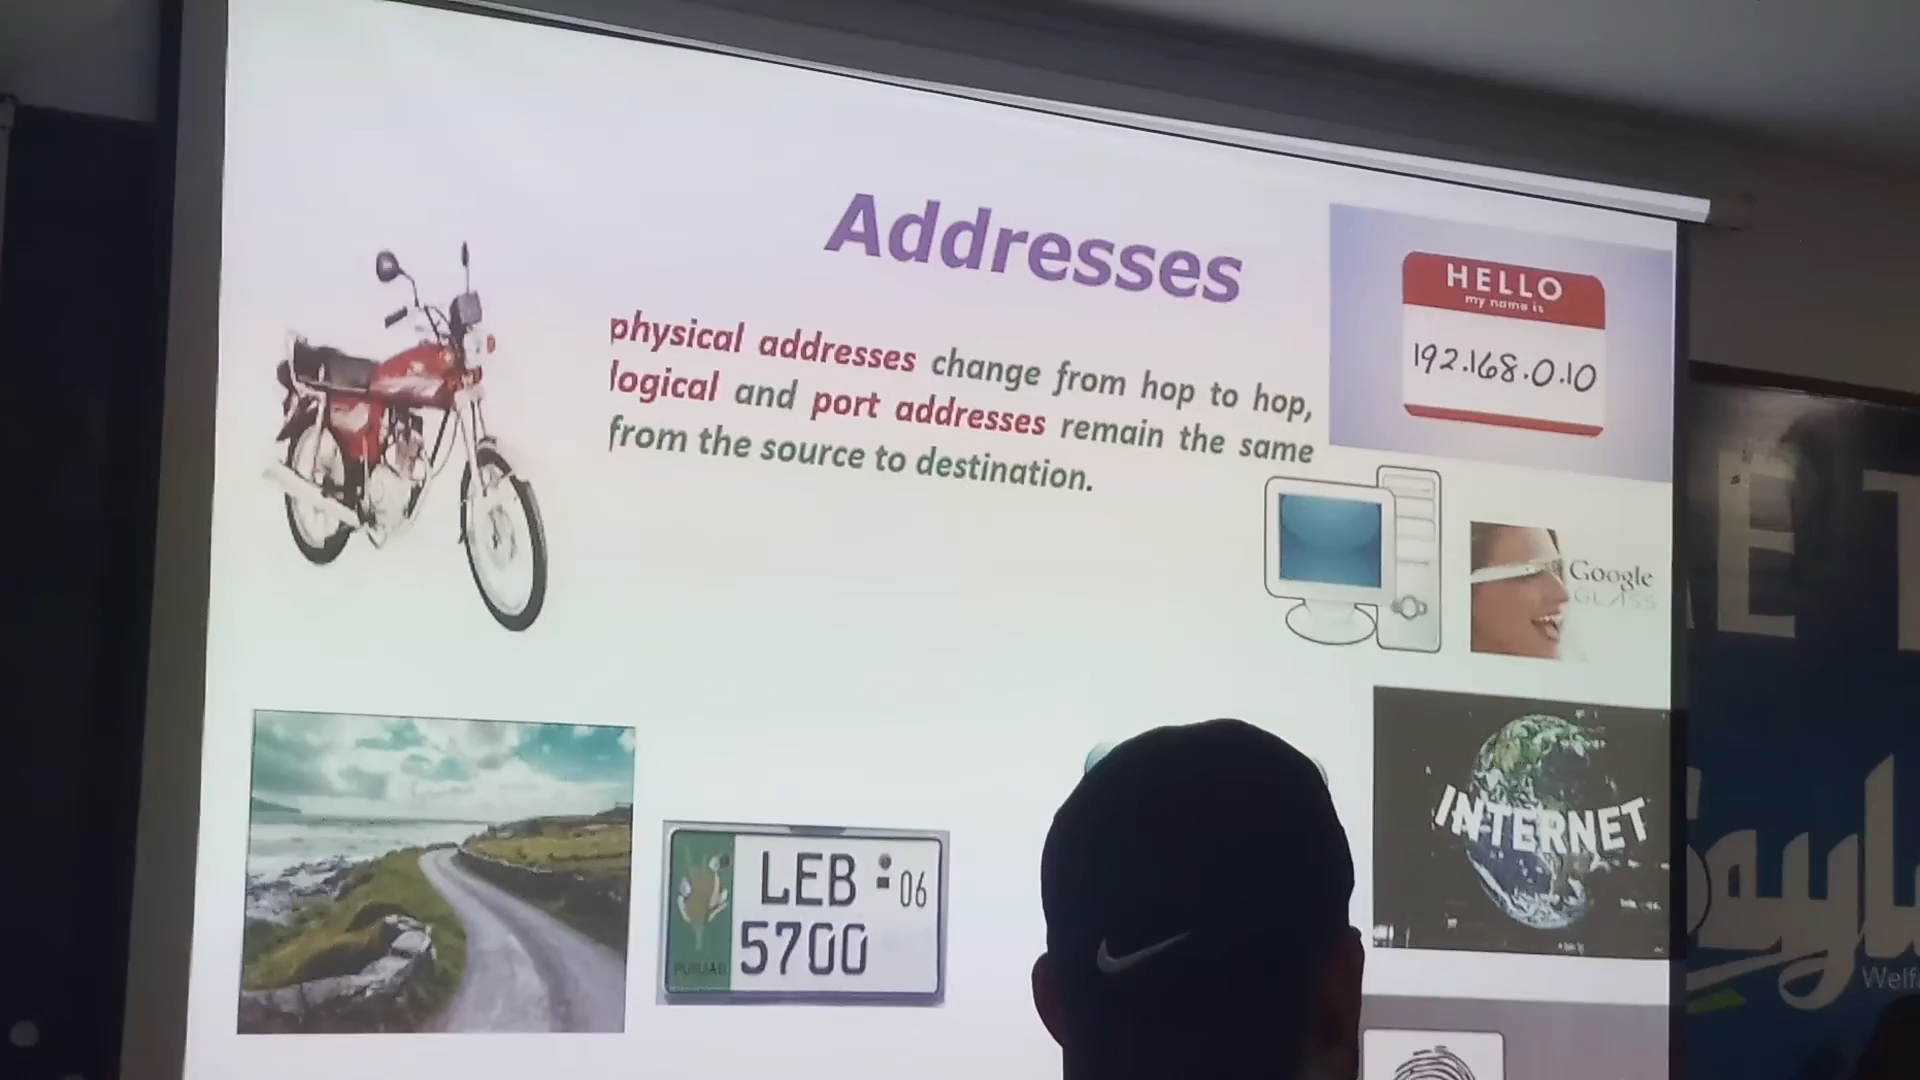 Addresses
physical addresses change from hop to hop,
logical and port addresses remain the same
from the source to destination.
HELLO
my name is
192.168.0.10
Google
GLASS
INTERNET
LEB 06
5700
PUNJAB
E T